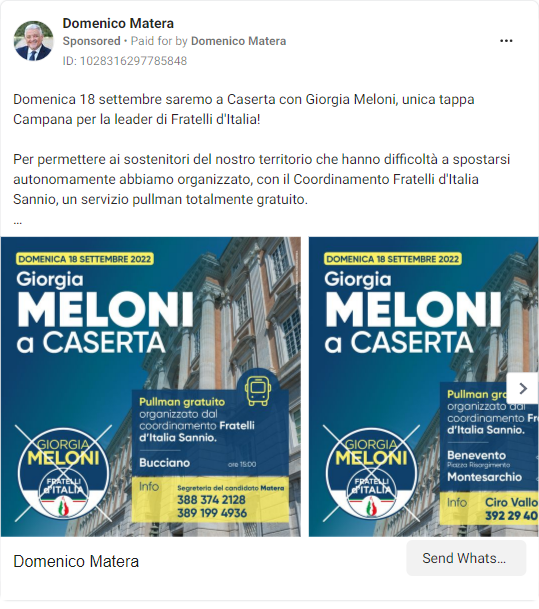 Domenico Matera
Sponsored • Paid for by Domenico Matera
ID: 1028316297785848
Domenica 18 settembre saremo a Caserta con Giorgia Meloni, unica tappa
Campana per la leader di Fratelli d'Italia!
Per permettere ai sostenitori del nostro territorio che hanno difficoltà a spostarsi
autonomamente abbiamo organizzato, con il Coordinamento Fratelli d'Italia
Sannio, un servizio pullman totalmente gratuito.
...
DOMENICA 18 SETTEMBRE 2022
Giorgia
MELONI
a CASERTA
Pullman gratuito
organizzato dal
coordinamento Fratelli
d'Italia Sannio.
Bucciano ore 15:00
Info Segreteria del candidato Matera
388 374 2128
389 199 4936
GIORGIA
MELONI
FRATELLI
d'ITALIA
DOMENICA 18 SETTEMBRE 2022
Giorgia
MELONI
a CASERTA
Pullman gra
organizzato dal
coordinamento F
d'Italia Sannio.
Benevento
Piazza Risorgimento
Montesarchio
Info Ciro Vallo
392 29 40
GIORGIA
MELONI
FRATELLI
d'ITALIA
Domenico Matera
Send Whats...